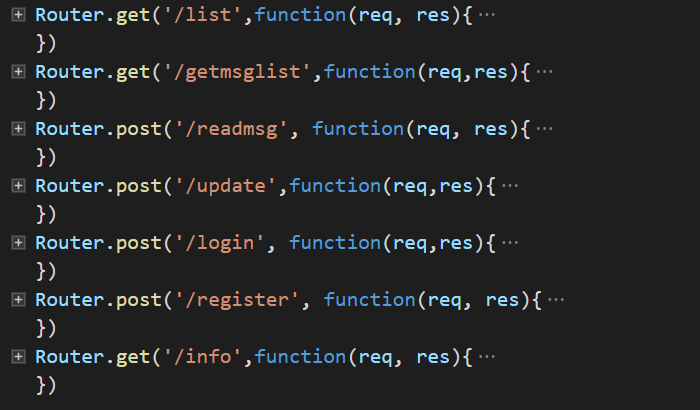 Router.get('/list',function(req, res){···
})
Router.get('/getmsglist',function(req,res){···
})
Router.post('/readmsg', function(req, res){···
})
Router.post('/update',function(req,res){···
})
Router.post('/login', function(req,res){···
})
Router.post('/register', function(req, res){···
})
Router.get('/info',function(req, res){···
})